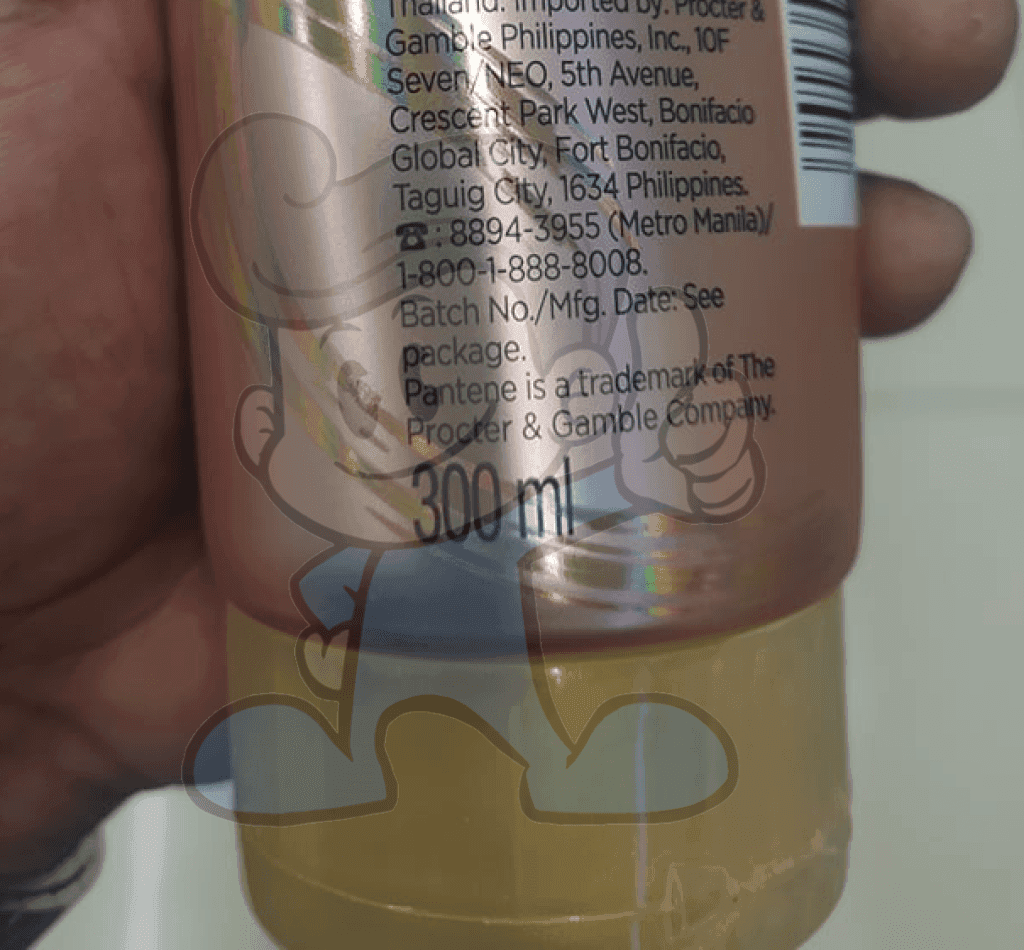 Thailand. Imported by: Procter &
Gamble Philippines, Inc., 10F
Seven/NEO, 5th Avenue,
Crescent Park West, Bonifacio
Global City, Fort Bonifacio,
Taguig City, 1634 Philippines.
☎: 8894-3955 (Metro Manila)/
1-800-1-888-8008.
Batch No./Mfg. Date: See
package.
Pantene is a trademark of The
Procter & Gamble Company.
300 ml